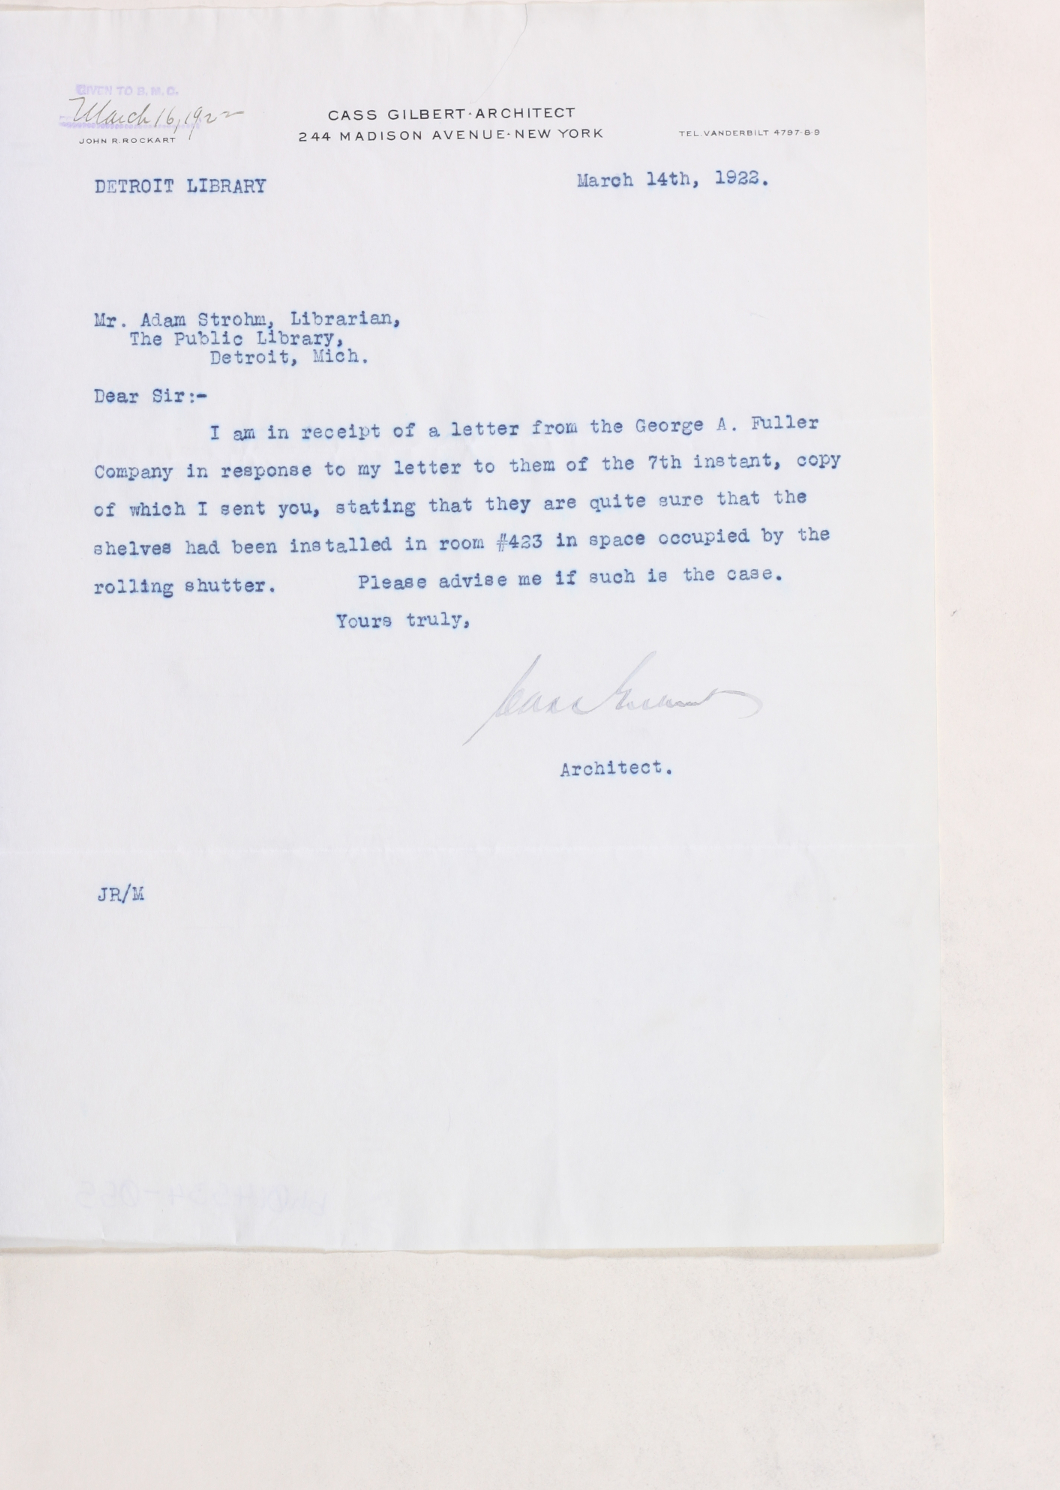 GIVEN TO B. M. C.
March 16, 1922
JOHN R. ROCKART
CASS GILBERT·ARCHITECT
244 MADISON AVENUE·NEW YORK
TEL. VANDERBILT 4797-8-9
DETROIT LIBRARY
March 14th, 1922.
Mr. Adam Strohm, Librarian,
The Public Library,
Detroit, Mich.
Dear Sir:-
I am in receipt of a letter from the George A. Fuller
Company in response to my letter to them of the 7th instant, copy
of which I sent you, stating that they are quite sure that the
shelves had been installed in room #423 in space occupied by the
rolling shutter. Please advise me if such is the case.
Yours truly,
Cass Gilbert
Architect.
JR/M